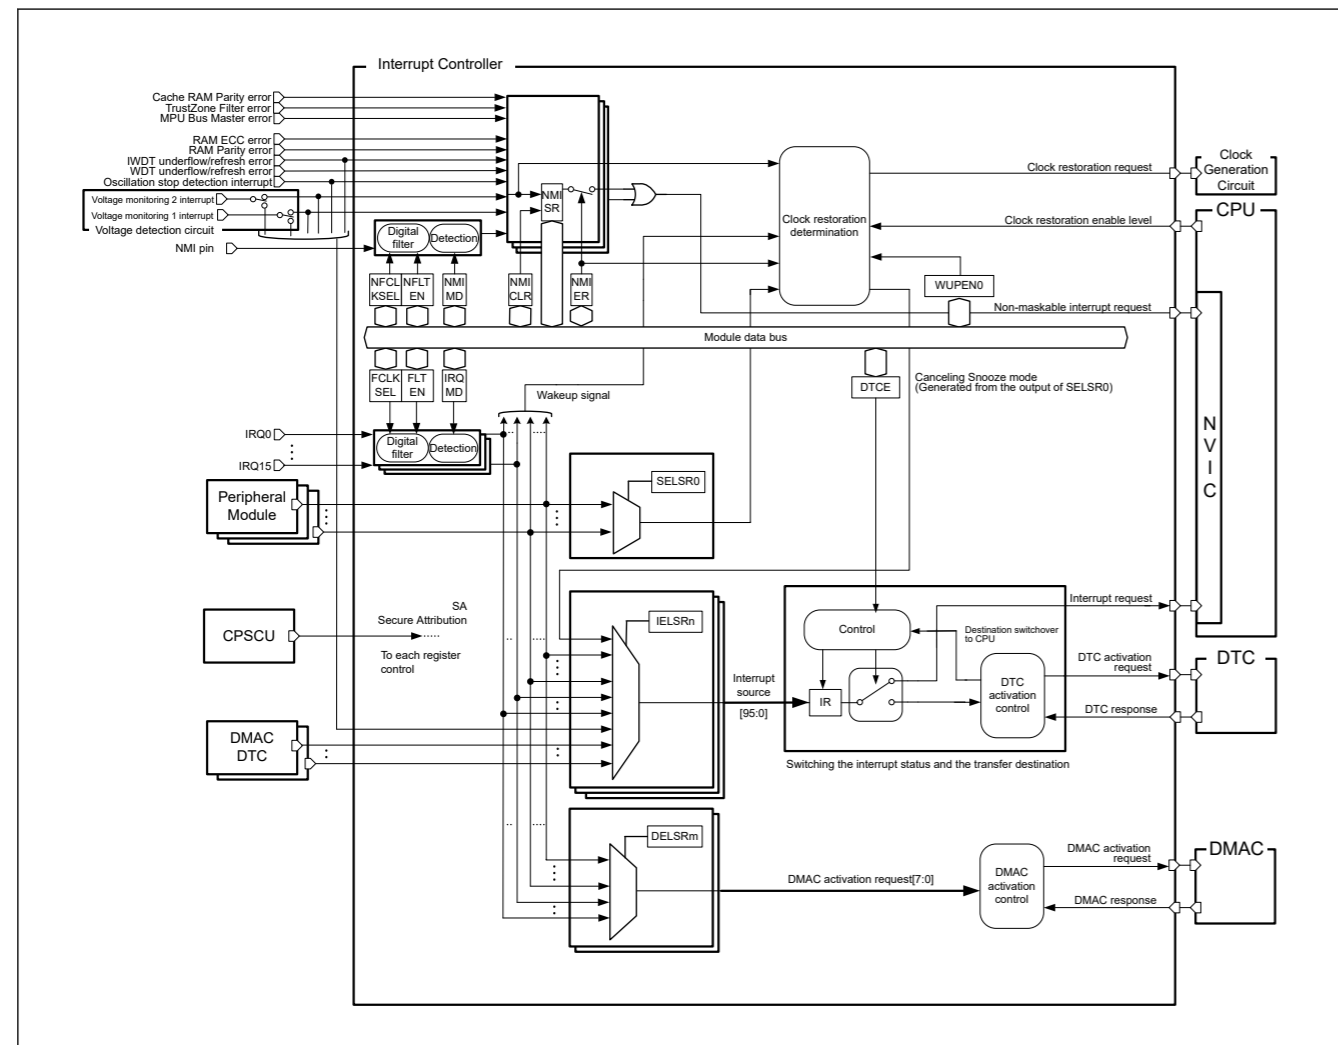 Interrupt Controller
Cache RAM Parity error
TrustZone Filter error
MPU Bus Master error
RAM ECC error
RAM Parity error
IWDT underflow/refresh error
WDT underflow/refresh error
Oscillation stop detection interrupt
Voltage monitoring 2 interrupt
Voltage monitoring 1 interrupt
Voltage detection circuit
NMI pin
Digital
filter
Detection
NMI
SR
NFCL
KSEL
NFLT
EN
NMI
MD
NMI
CLR
NMI
ER
Clock restoration
determination
WUPEN0
Clock restoration request
Clock restoration enable level
Non-maskable interrupt request
Clock
Generation
Circuit
CPU
N
V
I
C
Module data bus
FCLK
SEL
FLT
EN
IRQ
MD
Wakeup signal
DTCE
Canceling Snooze mode
(Generated from the output of SELSR0)
IRQ0
IRQ15
Digital
filter
Detection
Peripheral
Module
SELSR0
CPSCU
SA
Secure Attribution
To each register
control
IELSRn
Interrupt
source
[95:0]
Control
IR
Destination switchover
to CPU
DTC
activation
control
Interrupt request
DTC activation
request
DTC response
DTC
Switching the interrupt status and the transfer destination
DMAC
DTC
DELSRm
DMAC activation request[7:0]
DMAC
activation
control
DMAC activation
request
DMAC response
DMAC